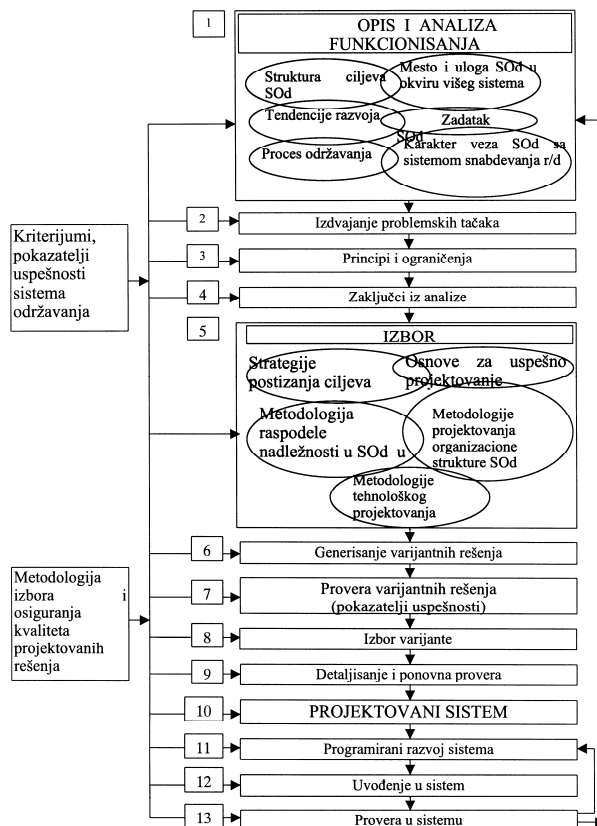 1
OPIS I ANALIZA
FUNKCIONISANJA
Struktura ciljeva
SOd
Mesto i uloga SOd u
okviru višeg sistema
Tendencije razvoja
SOd
Zadatak
Proces održavanja
Karakter veza SOd sa
sistemom snabdevanja r/d
2
Izdvajanje problemskih tačaka
3
Principi i ograničenja
4
Zaključci iz analize
Kriterijumi,
pokazatelji
uspešnosti
sistema
održavanja
5
IZBOR
Strategije
postizanja ciljeva
Osnove za uspešno
projektovanje
Metodologija
raspodele
nadležnosti u SOd u
Metodologije
projektovanja
organizacione
strukture SOd
Metodologije
tehnološkog
projektovanja
6
Generisanje varijantnih rešenja
Metodologija
izbora i
osiguranja
kvaliteta
projektovanih
rešenja
7
Provera varijantnih rešenja
(pokazatelji uspešnosti)
8
Izbor varijante
9
Detaljisanje i ponovna provera
10
PROJEKTOVANI SISTEM
11
Programirani razvoj sistema
12
Uvođenje u sistem
13
Provera u sistemu